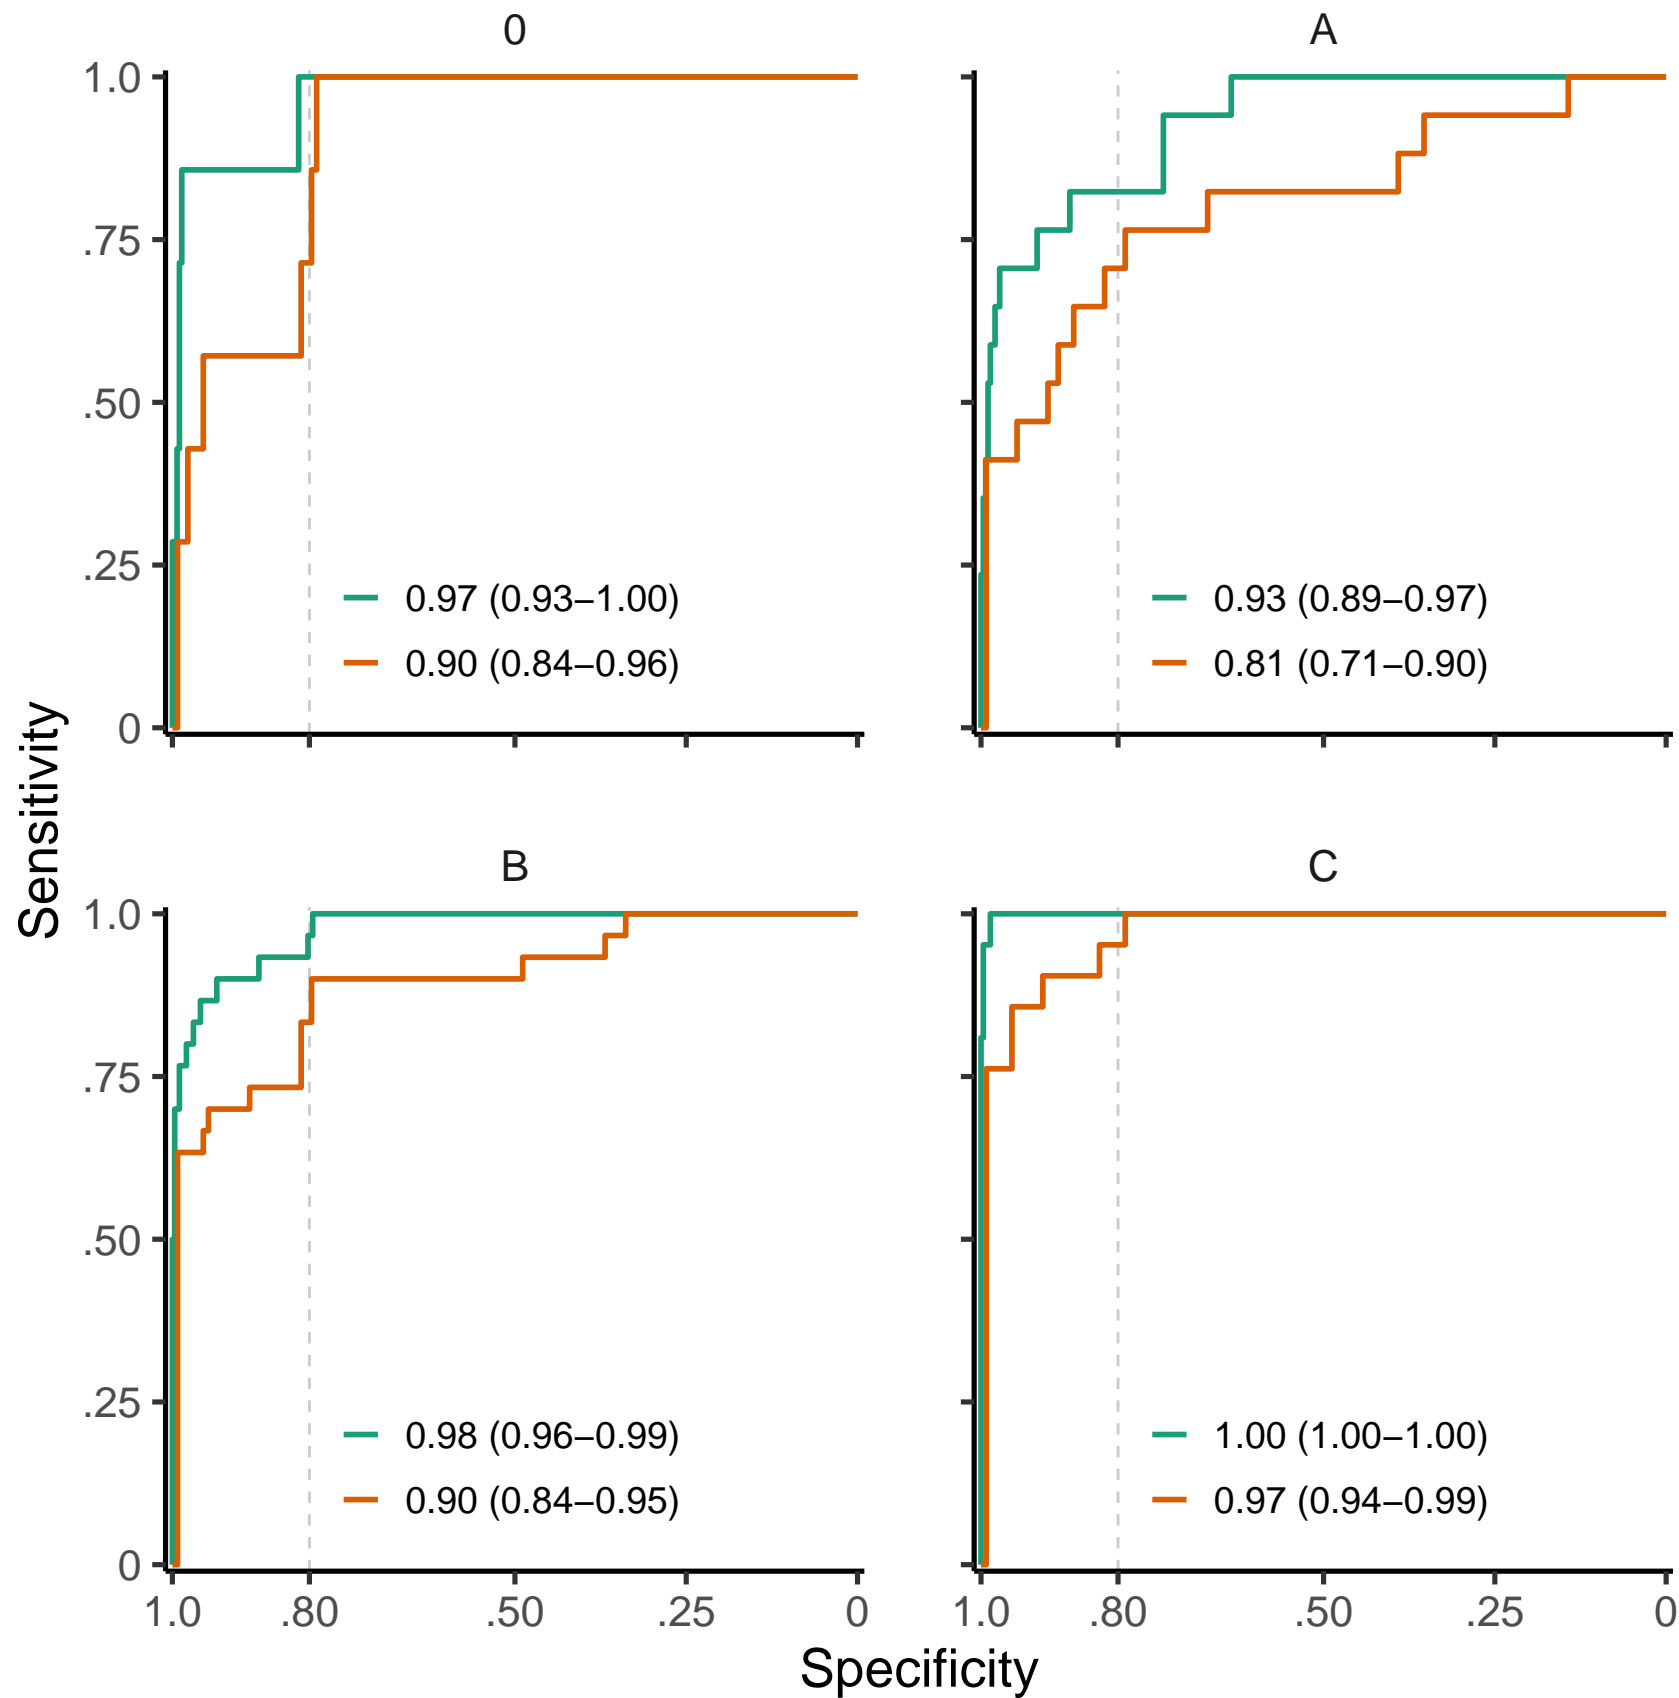 0
A
1.0
.75
.50
.25
0
0.97 (0.93–1.00)
0.90 (0.84–0.96)
0.93 (0.89–0.97)
0.81 (0.71–0.90)
Sensitivity
B
C
1.0
.75
.50
.25
0
0.98 (0.96–0.99)
0.90 (0.84–0.95)
1.00 (1.00–1.00)
0.97 (0.94–0.99)
1.0 .80 .50 .25 0
1.0 .80 .50 .25 0
Specificity